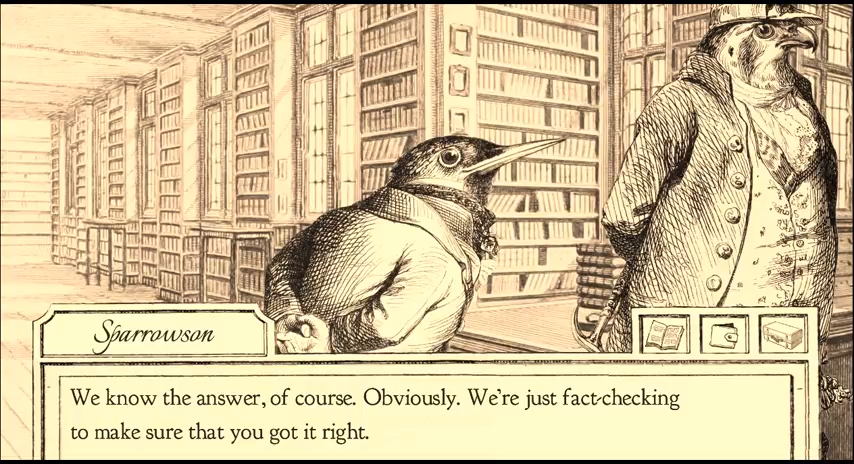 Sparrowson
We know the answer, of course. Obviously. We're just fact-checking
to make sure that you got it right.